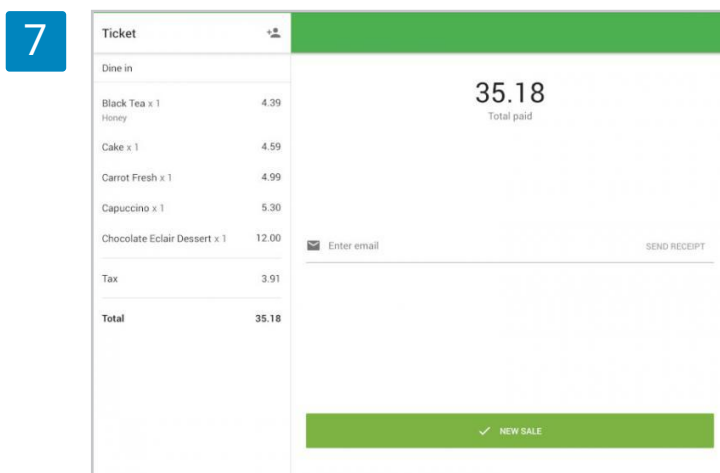 7
Ticket
Dine in
Black Tea x 1 4.39
Honey
Cake x 1 4.59
Carrot Fresh x 1 4.99
Capuccino x 1 5.30
Chocolate Eclair Dessert x 1 12.00
Tax 3.91
Total 35.18
35.18
Total paid
Enter email SEND RECEIPT
NEW SALE